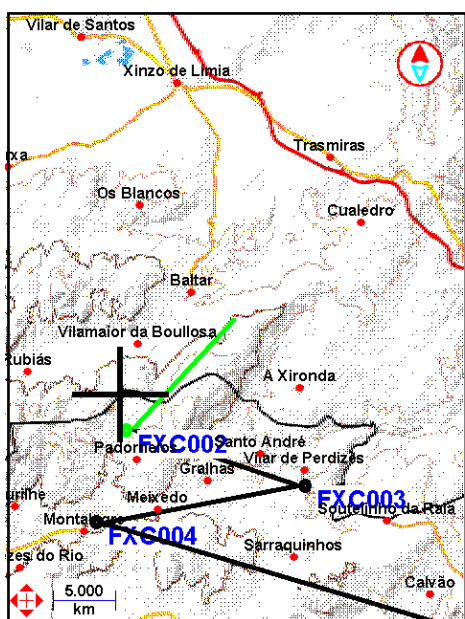 Vilar de Santos
Xinzo de Limia
Trasmiras
rxa
Os Blancos
Cualedro
Baltar
Vilamaior da Boullosa
Rubiás
A Xironda
FXC002
Santo André
Padornelos
Vilar de Perdizes
Gralhas
FXC003
urilhe
Meixedo
Soutelinho da Raia
FXC004
zes do Rio
Sarraquinhos
Calvão
5.000
km